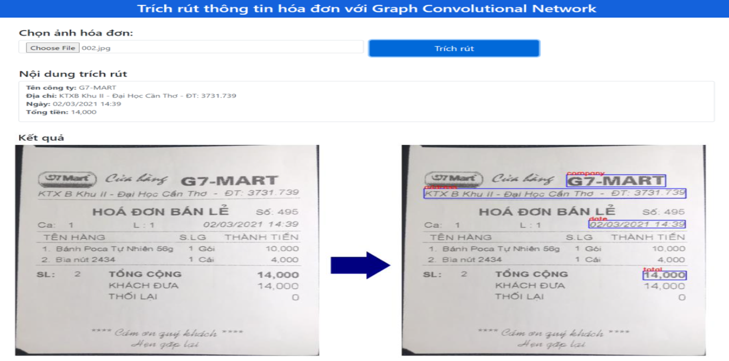 Trích rút thông tin hóa đơn với Graph Convolutional Network
Chọn ảnh hóa đơn:
Choose File 002.jpg
Trích rút
Nội dung trích rút
Tên công ty: G7-MART
Địa chỉ: KTXB Khu II - Đại Học Cần Thơ - ĐT: 3731.739
Ngày: 02/03/2021 14:39
Tổng tiền: 14,000
Kết quả
G7Mart Cửa hàng G7-MART
KTX B Khu II - Đại Học Cần Thơ - ĐT: 3731.739
HOÁ ĐƠN BÁN LẺ Số: 495
Ca: 1 L: 1 02/03/2021 14:39
TÊN HÀNG S.LG THÀNH TIỀN
1. Bánh Poca Tự Nhiên 56g 1 Gói 10,000
2. Bìa nút 2434 1 Cái 4,000
SL: 2 TỔNG CỘNG 14,000
KHÁCH ĐƯA 14,000
THỐI LẠI 0
**** Cám ơn quý khách ****
Hẹn gặp lại
company
G7Mart Cửa hàng G7-MART
KTX B Khu II - Đại Học Cần Thơ - ĐT: 3731.739
HOÁ ĐƠN BÁN LẺ Số: 495
date
Ca: 1 L: 1 02/03/2021 14:39
TÊN HÀNG S.LG THÀNH TIỀN
1. Bánh Poca Tự Nhiên 56g 1 Gói 10,000
2. Bìa nút 2434 1 Cái 4,000
total
SL: 2 TỔNG CỘNG 14,000
KHÁCH ĐƯA 14,000
THỐI LẠI 0
**** Cám ơn quý khách ****
Hẹn gặp lại